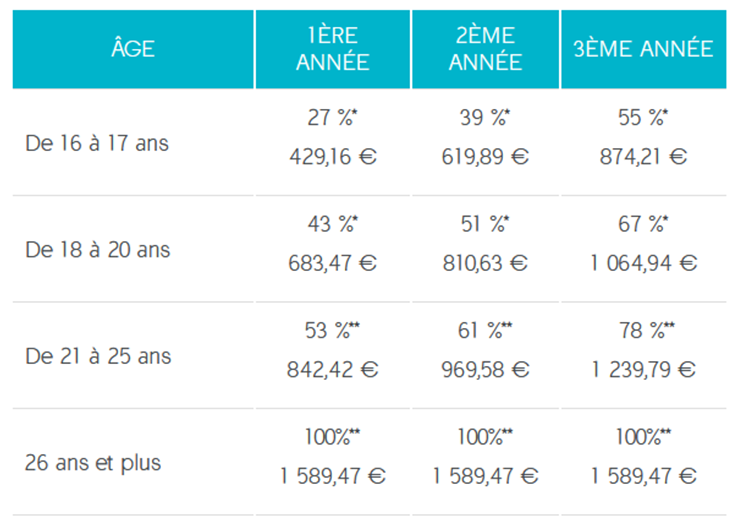 ÂGE
1ÈRE
ANNÉE
2ÈME
ANNÉE
3ÈME ANNÉE
De 16 à 17 ans
27 %*
429,16 €
39 %*
619,89 €
55 %*
874,21 €
De 18 à 20 ans
43 %*
683,47 €
51 %*
810,63 €
67 %*
1 064,94 €
De 21 à 25 ans
53 %**
842,42 €
61 %**
969,58 €
78 %**
1 239,79 €
26 ans et plus
100%**
1 589,47 €
100%**
1 589,47 €
100%**
1 589,47 €